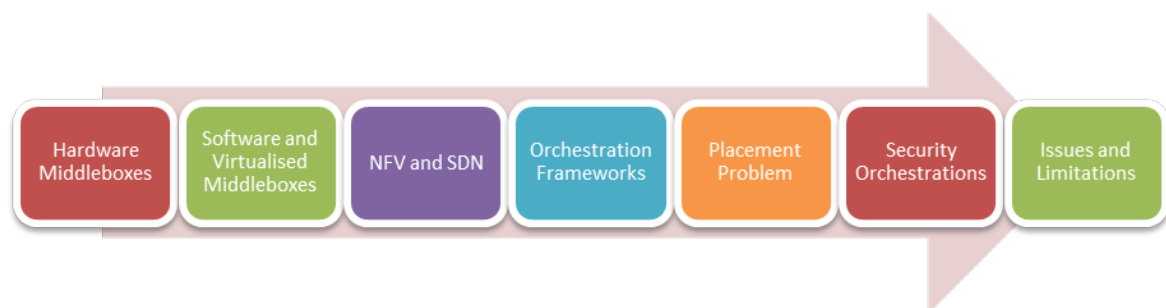 Hardware
Middleboxes
Software and
Virtualised
Middleboxes
NFV and SDN
Orchestration
Frameworks
Placement
Problem
Security
Orchestrations
Issues and
Limitations